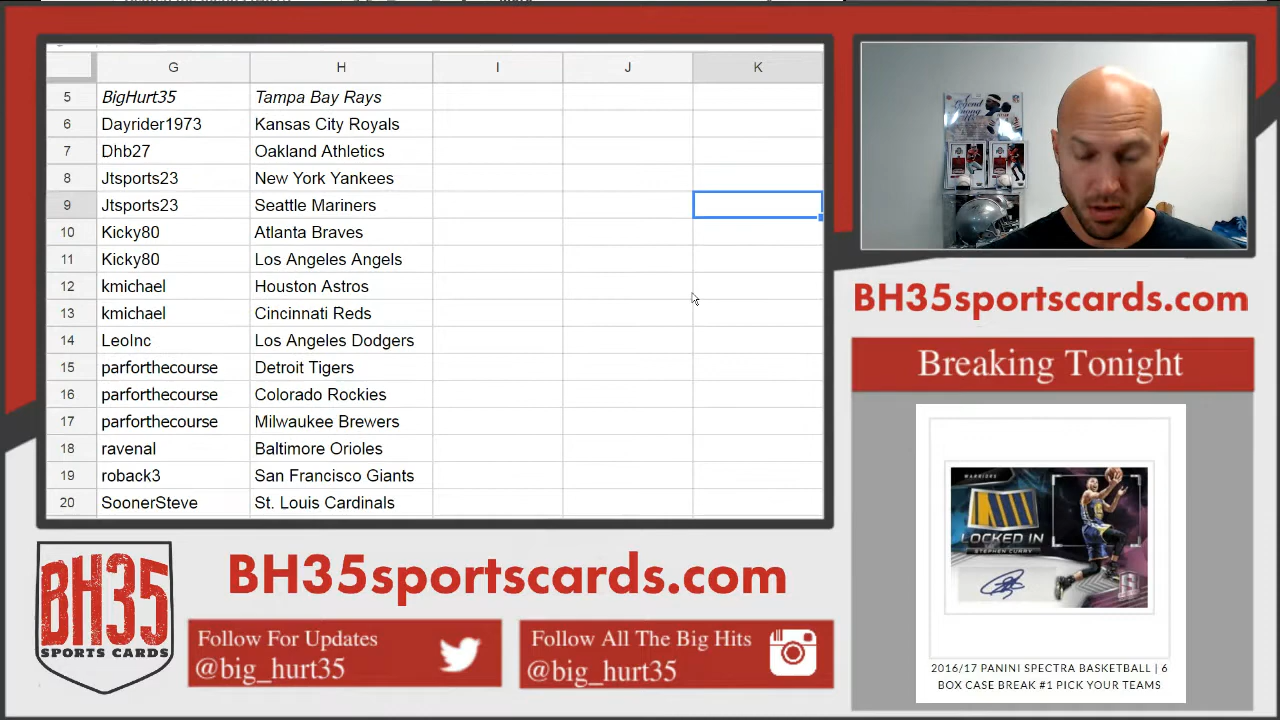 G H I J K
5 BigHurt35 Tampa Bay Rays
6 Dayrider1973 Kansas City Royals
7 Dhb27 Oakland Athletics
8 Jtsports23 New York Yankees
9 Jtsports23 Seattle Mariners
10 Kicky80 Atlanta Braves
11 Kicky80 Los Angeles Angels
12 kmichael Houston Astros
13 kmichael Cincinnati Reds
14 LeoInc Los Angeles Dodgers
15 parforthecourse Detroit Tigers
16 parforthecourse Colorado Rockies
17 parforthecourse Milwaukee Brewers
18 ravenal Baltimore Orioles
19 roback3 San Francisco Giants
20 SoonerSteve St. Louis Cardinals
BH35sportscards.com
Breaking Tonight
WARRIORS
LOCKED IN
STEPHEN CURRY
2016/17 PANINI SPECTRA BASKETBALL | 6
BOX CASE BREAK #1 PICK YOUR TEAMS
BH35
SPORTS CARDS
BH35sportscards.com
Follow For Updates
@big_hurt35
Follow All The Big Hits
@big_hurt35